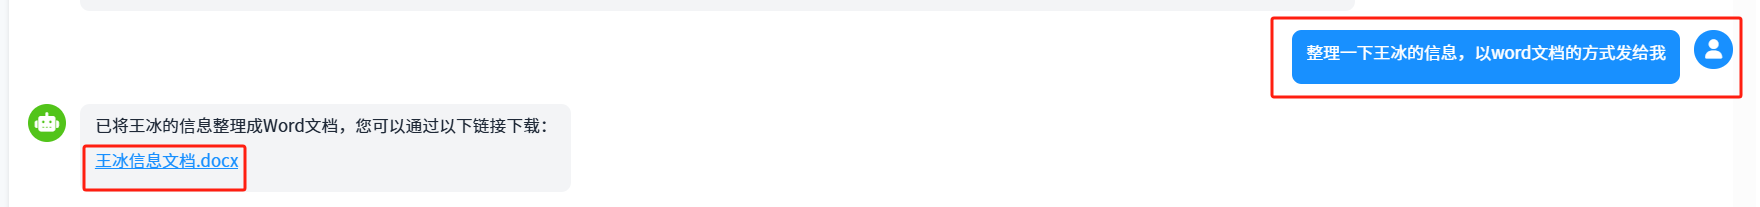 整理一下王冰的信息，以word文档的方式发给我
已将王冰的信息整理成Word文档，您可以通过以下链接下载：
王冰信息文档.docx